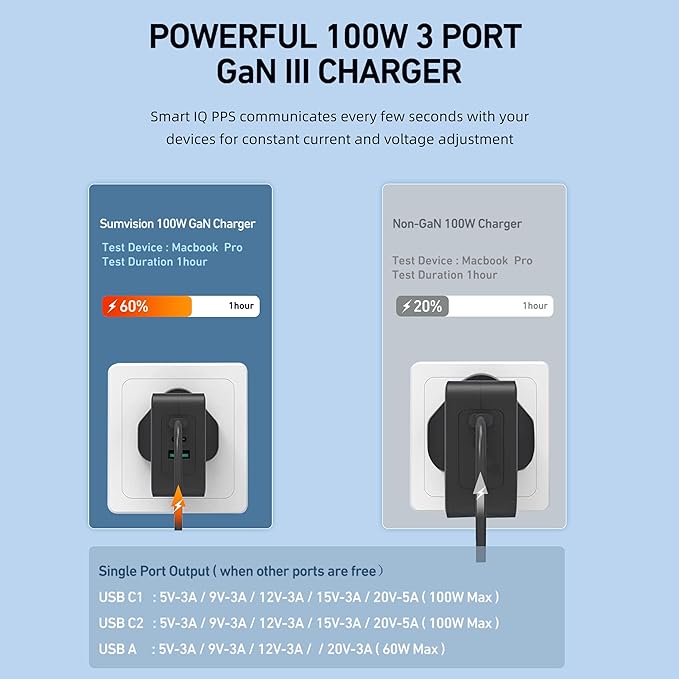 POWERFUL 100W 3 PORT
GaN III CHARGER
Smart IQ PPS communicates every few seconds with your
devices for constant current and voltage adjustment
Sumvision 100W GaN Charger
Test Device : Macbook Pro
Test Duration 1hour
60%
1hour
Non-GaN 100W Charger
Test Device : Macbook Pro
Test Duration 1hour
20%
1hour
Single Port Output ( when other ports are free )
USB C1 : 5V-3A / 9V-3A / 12V-3A / 15V-3A / 20V-5A ( 100W Max )
USB C2 : 5V-3A / 9V-3A / 12V-3A / 15V-3A / 20V-5A ( 100W Max )
USB A : 5V-3A / 9V-3A / 12V-3A / / 20V-3A ( 60W Max )